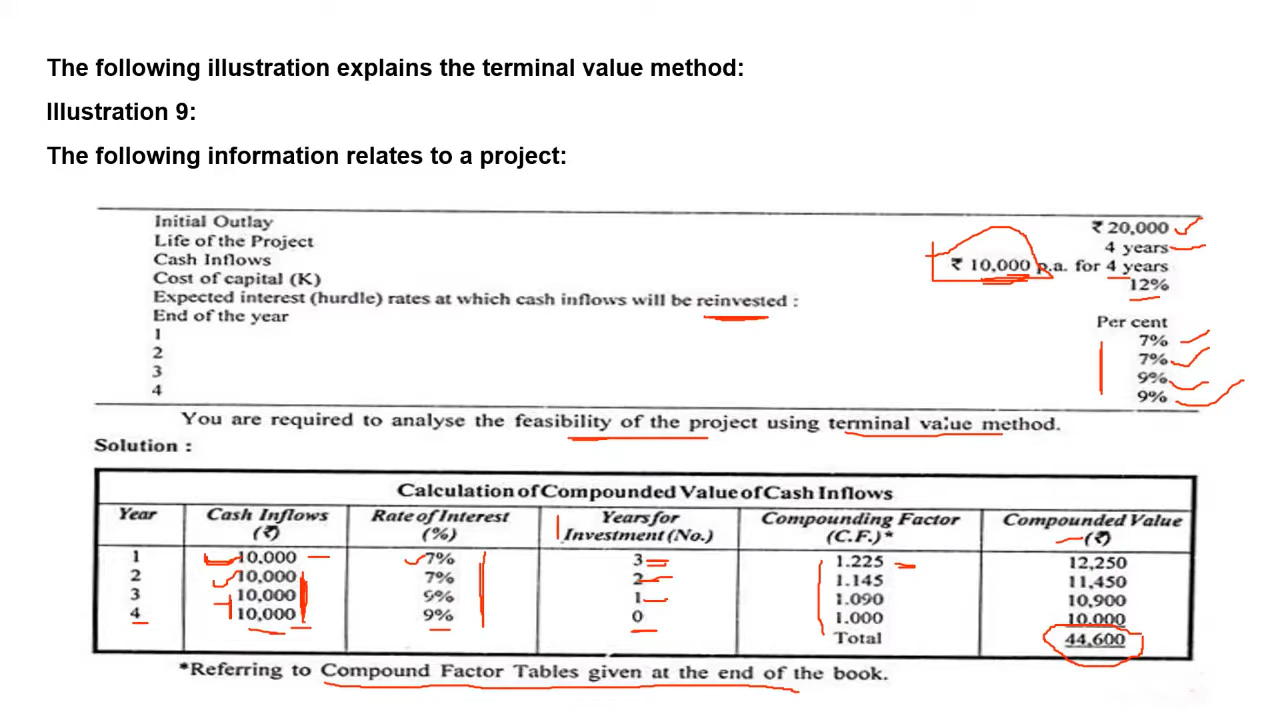 The following illustration explains the terminal value method:
Illustration 9:
The following information relates to a project:
Initial Outlay ₹ 20,000
Life of the Project 4 years
Cash Inflows ₹ 10,000 p.a. for 4 years
Cost of capital (K) 12%
Expected interest (hurdle) rates at which cash inflows will be reinvested :
End of the year Per cent
1 7%
2 7%
3 9%
4 9%
You are required to analyse the feasibility of the project using terminal value method.
Solution :
Calculation of Compounded Value of Cash Inflows
Year Cash Inflows Rate of Interest Years for Compounding Factor Compounded Value
(₹) (%) Investment (No.) (C.F.)* (₹)
1 10,000 7% 3 1.225 12,250
2 10,000 7% 2 1.145 11,450
3 10,000 9% 1 1.090 10,900
4 10,000 9% 0 1.000 10,000
Total 44,600
*Referring to Compound Factor Tables given at the end of the book.